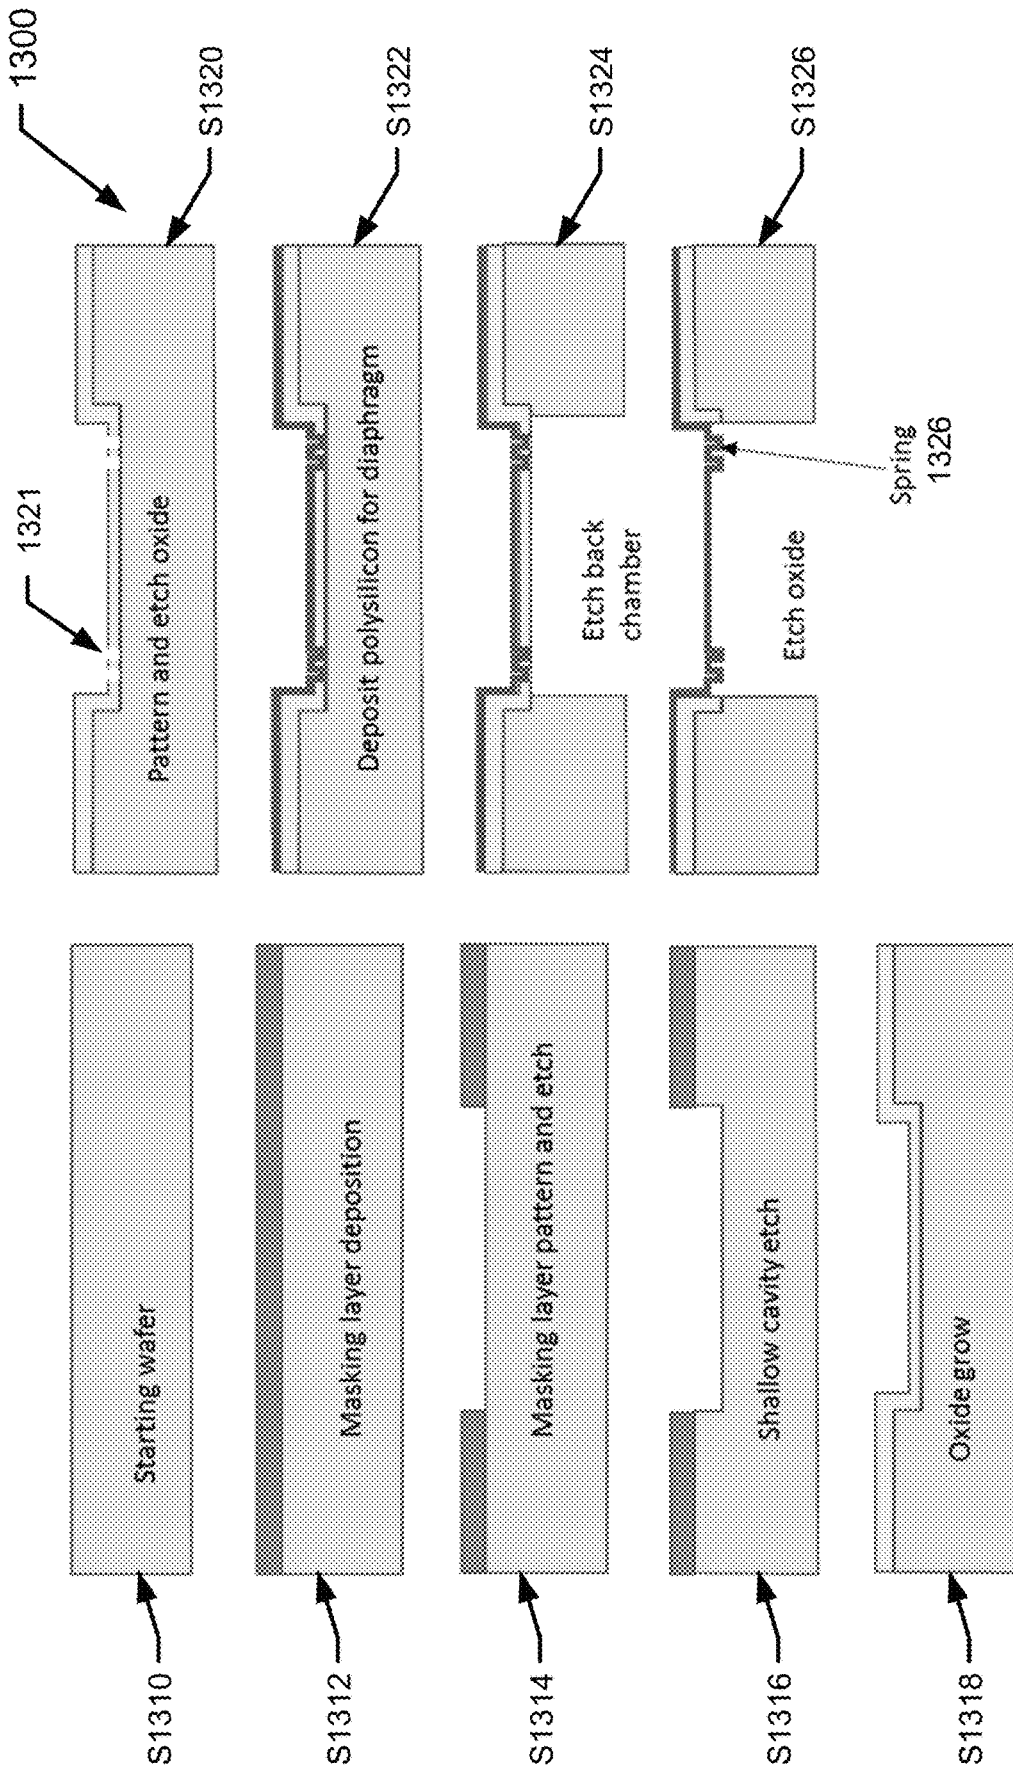 1300
S1310
Starting wafer
S1312
Masking layer deposition
S1314
Masking layer pattern and etch
S1316
Shallow cavity etch
S1318
Oxide grow
1321
Pattern and etch oxide
S1320
Deposit polysilicon for diaphragm
S1322
Etch back
chamber
S1324
Etch oxide
Spring
1326
S1326